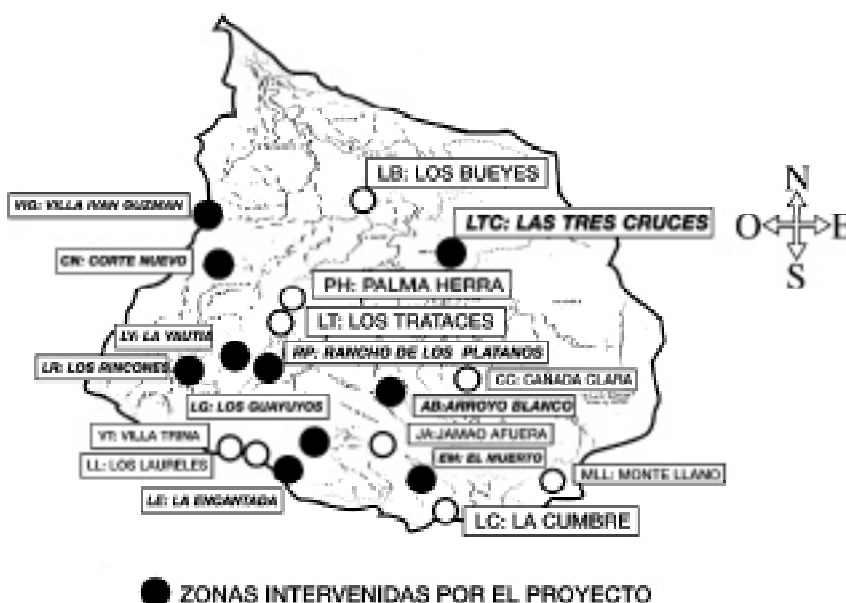 LB: LOS BUEYES
VIG: VILLA IVAN GUZMAN
LTC: LAS TRES CRUCES
N
O
E
S
CN: CORTE NUEVO
PH: PALMA HERRA
LT: LOS TRATACES
LY: LA YAUTIA
RP: RANCHO DE LOS PLATANOS
LR: LOS RINCONES
CC: CAÑADA CLARA
LG: LOS GUAYUYOS
AB: ARROYO BLANCO
VT: VILLA TRINA
JA: JAMAO AFUERA
LL: LOS LAURELES
EM: EL MUERTO
MLL: MONTE LLANO
LE: LA ENCANTADA
LC: LA CUMBRE
ZONAS INTERVENIDAS POR EL PROYECTO